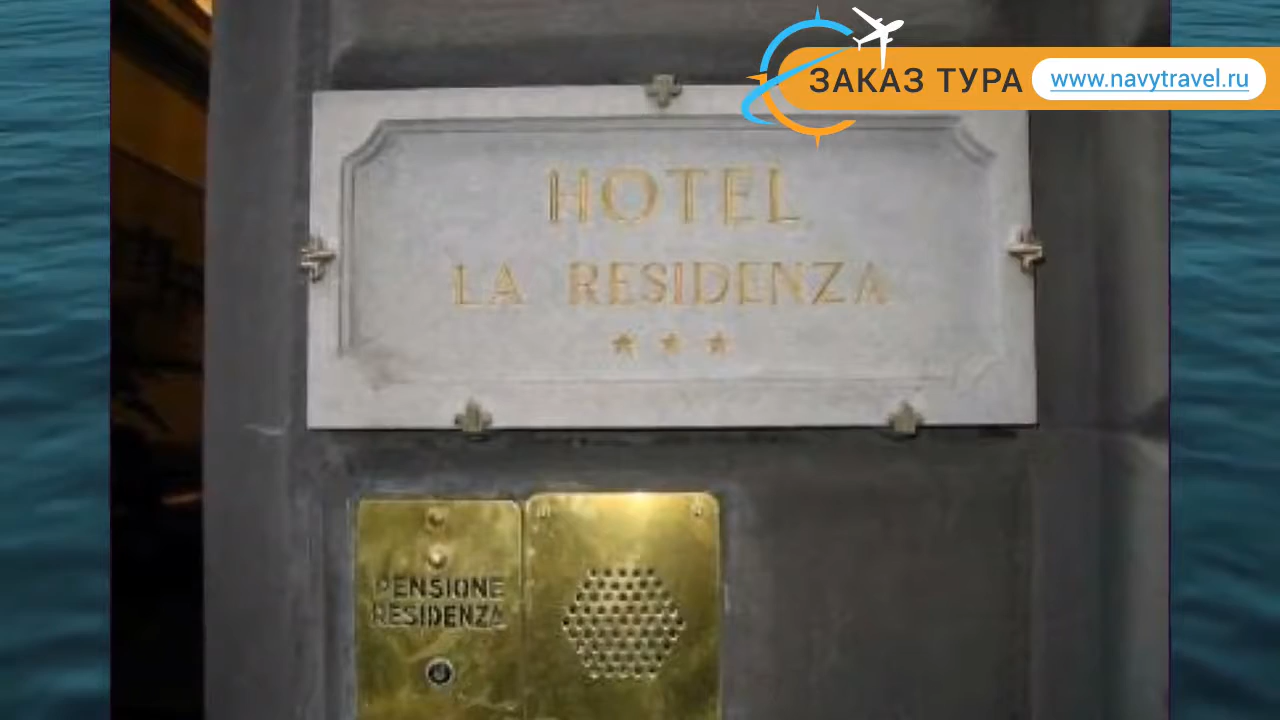 ЗАКАЗ ТУРА www.navytravel.ru
HOTEL
LA RESIDENZA
PENSIONE
RESIDENZA